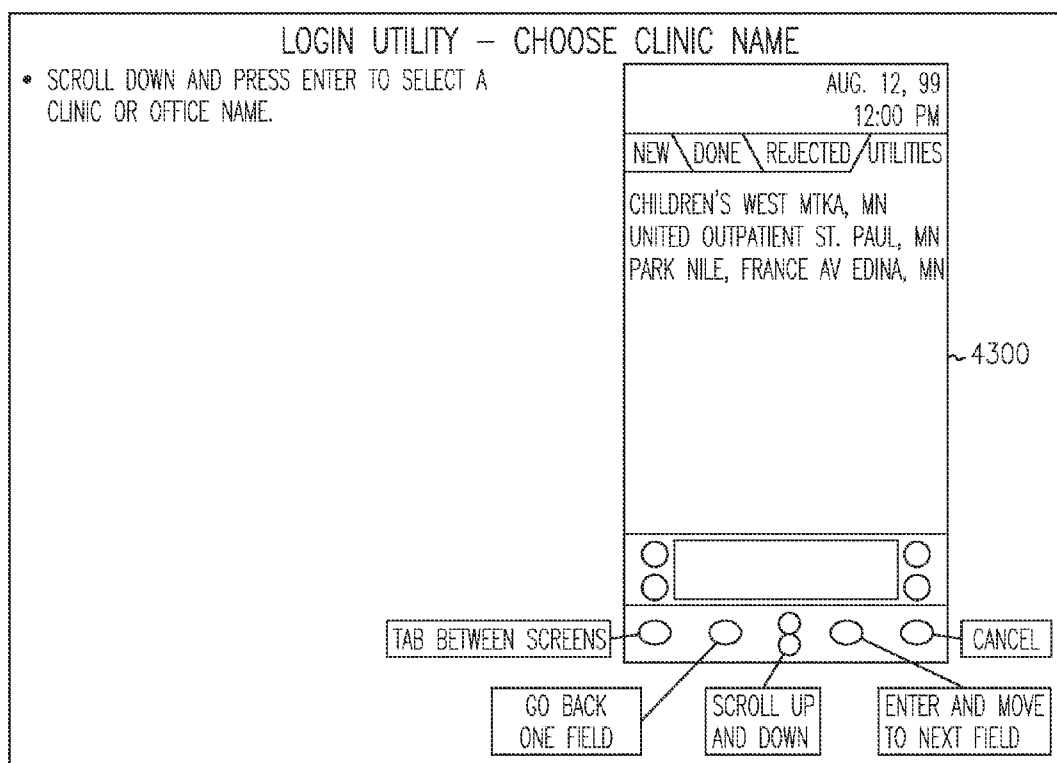 LOGIN UTILITY – CHOOSE CLINIC NAME
• SCROLL DOWN AND PRESS ENTER TO SELECT A
CLINIC OR OFFICE NAME.
AUG. 12, 99
12:00 PM
NEW DONE REJECTED UTILITIES
CHILDREN'S WEST MTKA, MN
UNITED OUTPATIENT ST. PAUL, MN
PARK NILE, FRANCE AV EDINA, MN
4300
TAB BETWEEN SCREENS
CANCEL
GO BACK
ONE FIELD
SCROLL UP
AND DOWN
ENTER AND MOVE
TO NEXT FIELD